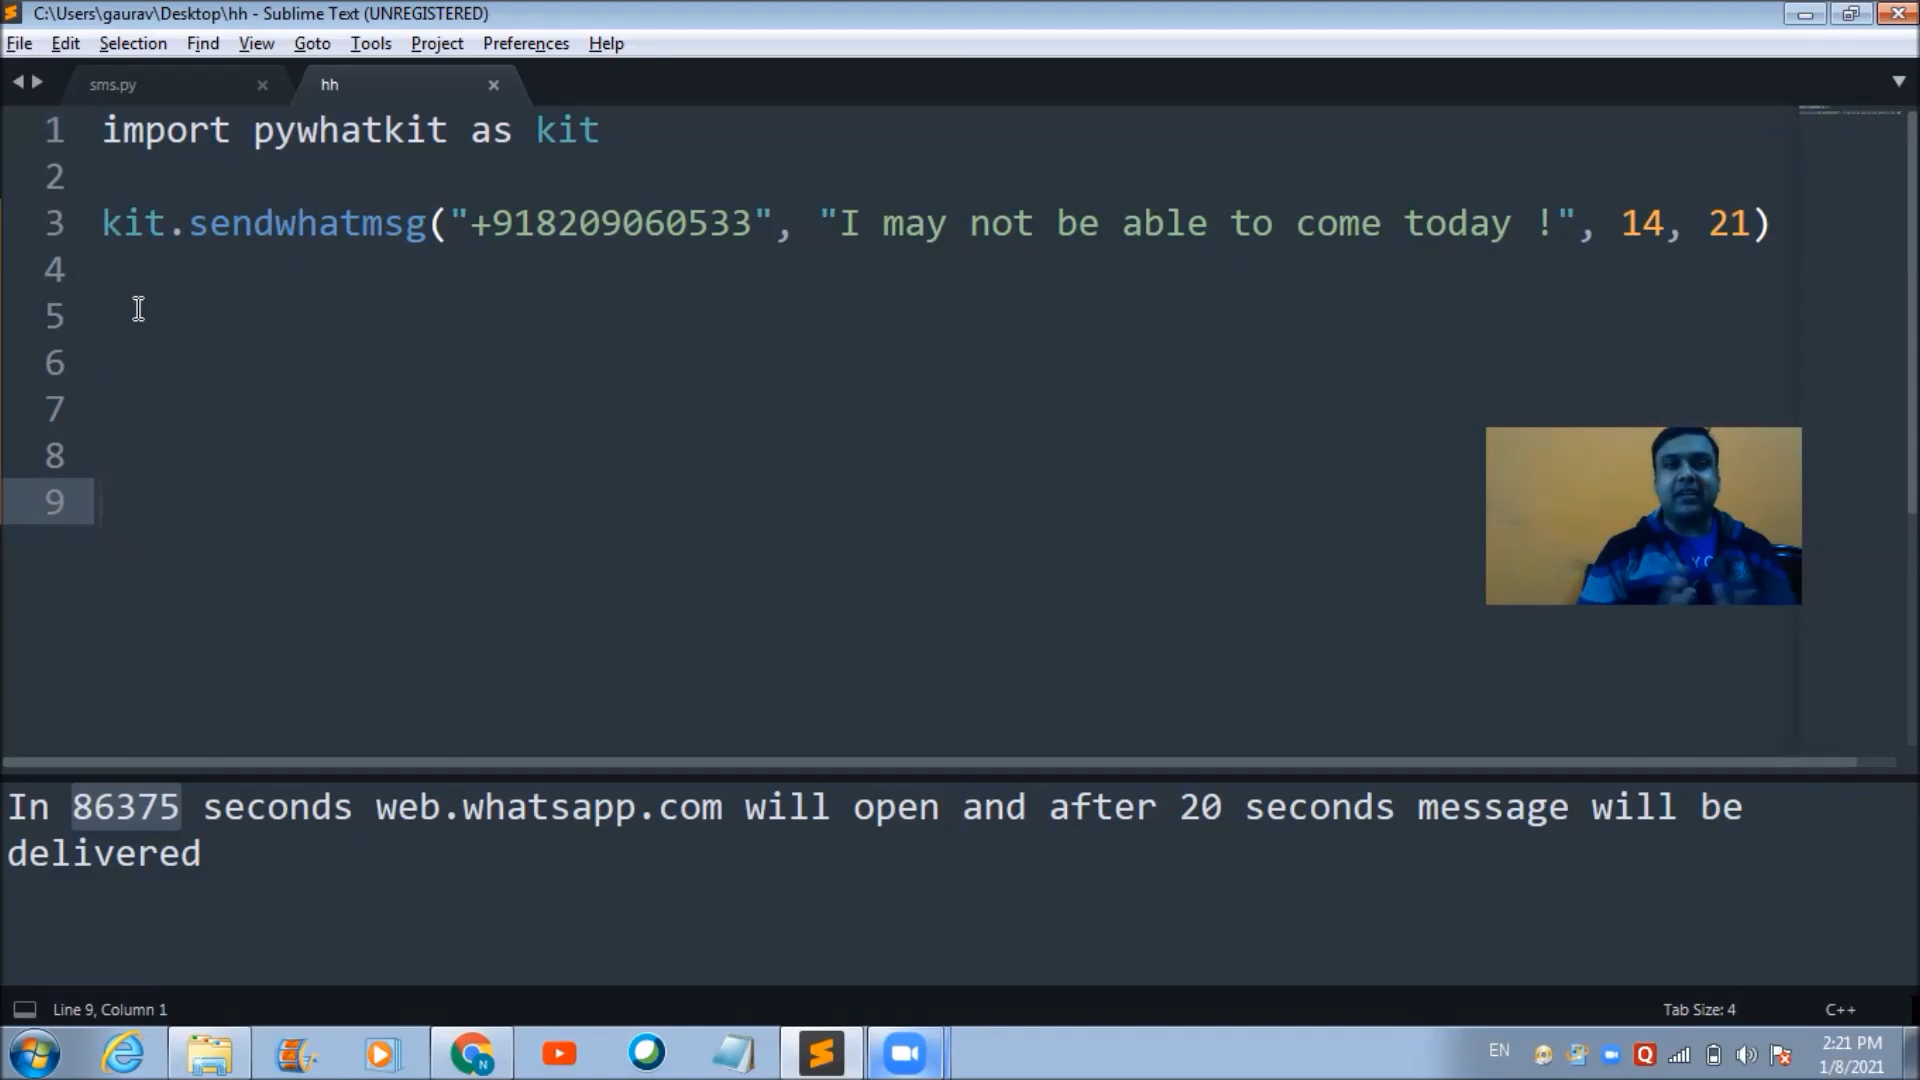 C:\Users\gaurav\Desktop\hh - Sublime Text (UNREGISTERED)
File Edit Selection Find View Goto Tools Project Preferences Help
sms.py hh
1 import pywhatkit as kit
2
3 kit.sendwhatmsg("+918209060533", "I may not be able to come today !", 14, 21)
4
5
6
7
8
9
In 86375 seconds web.whatsapp.com will open and after 20 seconds message will be
delivered
Line 9, Column 1 Tab Size: 4 C++
EN 2:21 PM
1/8/2021